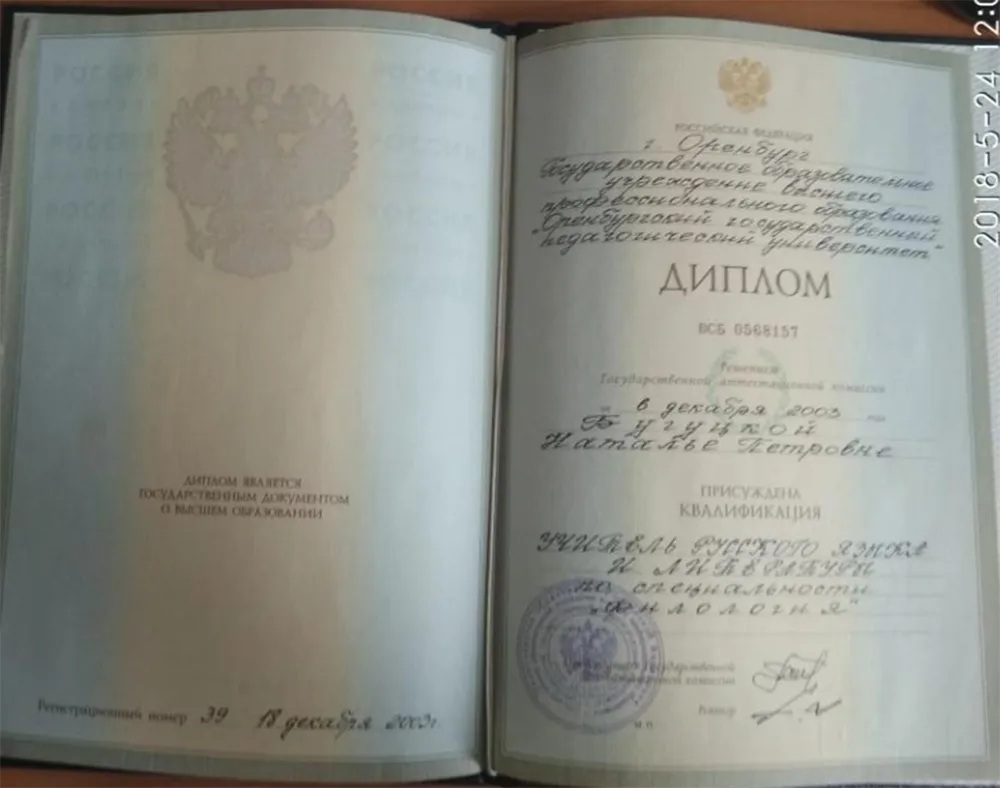 ДИПЛОМ ЯВЛЯЕТСЯ
ГОСУДАРСТВЕННЫМ ДОКУМЕНТОМ
О ВЫСШЕМ ОБРАЗОВАНИИ
Регистрационный номер 39 18 декабря 2003г
РОССИЙСКАЯ ФЕДЕРАЦИЯ
г. Оренбург
Государственное образовательное
учреждение высшего
профессионального образования
"Оренбургский государственный
педагогический университет"
ДИПЛОМ
ВСБ 0568157
Решением
Государственной аттестационной комиссии
от 6 декабря 2003 года
Бугуцкой
Наталье Петровне
ПРИСУЖДЕНА
КВАЛИФИКАЦИЯ
УЧИТЕЛЬ РУССКОГО ЯЗЫКА
И ЛИТЕРАТУРЫ
по специальности
"Филология"
Государственной
комиссии
Ректор
М.П.
2018-5-24 12:0